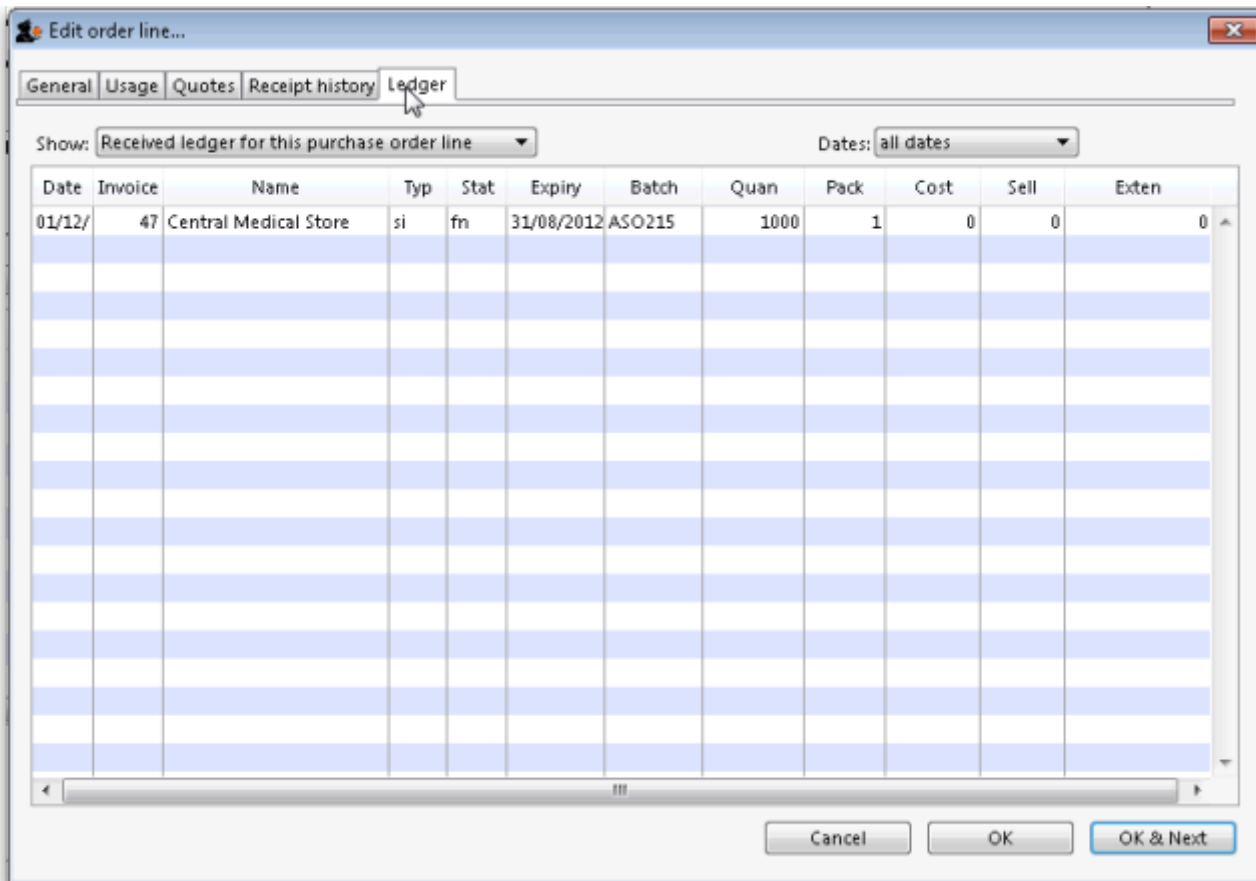 Edit order line...
General Usage Quotes Receipt history Ledger
Show: Received ledger for this purchase order line Dates: all dates
Date Invoice Name Typ Stat Expiry Batch Quan Pack Cost Sell Exten
01/12/ 47 Central Medical Store si fn 31/08/2012 ASO215 1000 1 0 0 0
Cancel OK OK & Next